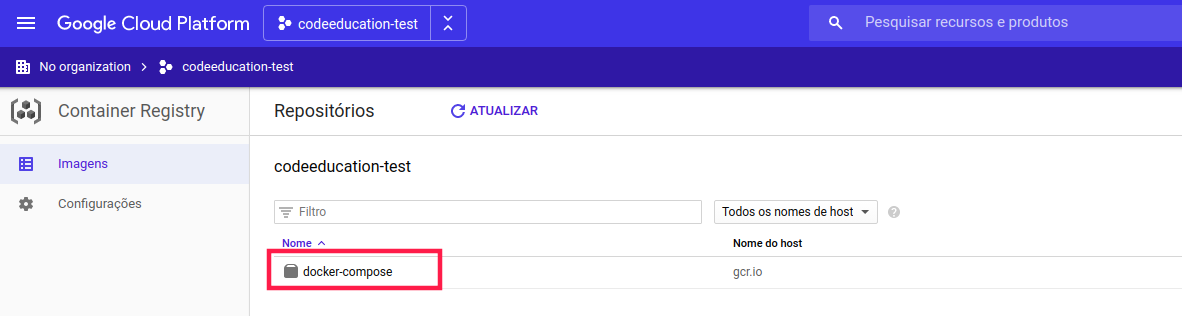 Google Cloud Platform
codeeducation-test
Pesquisar recursos e produtos
No organization
codeeducation-test
Container Registry
Repositórios
ATUALIZAR
Imagens
Configurações
codeeducation-test
Filtro
Todos os nomes de host
?
Nome
Nome do host
docker-compose
gcr.io